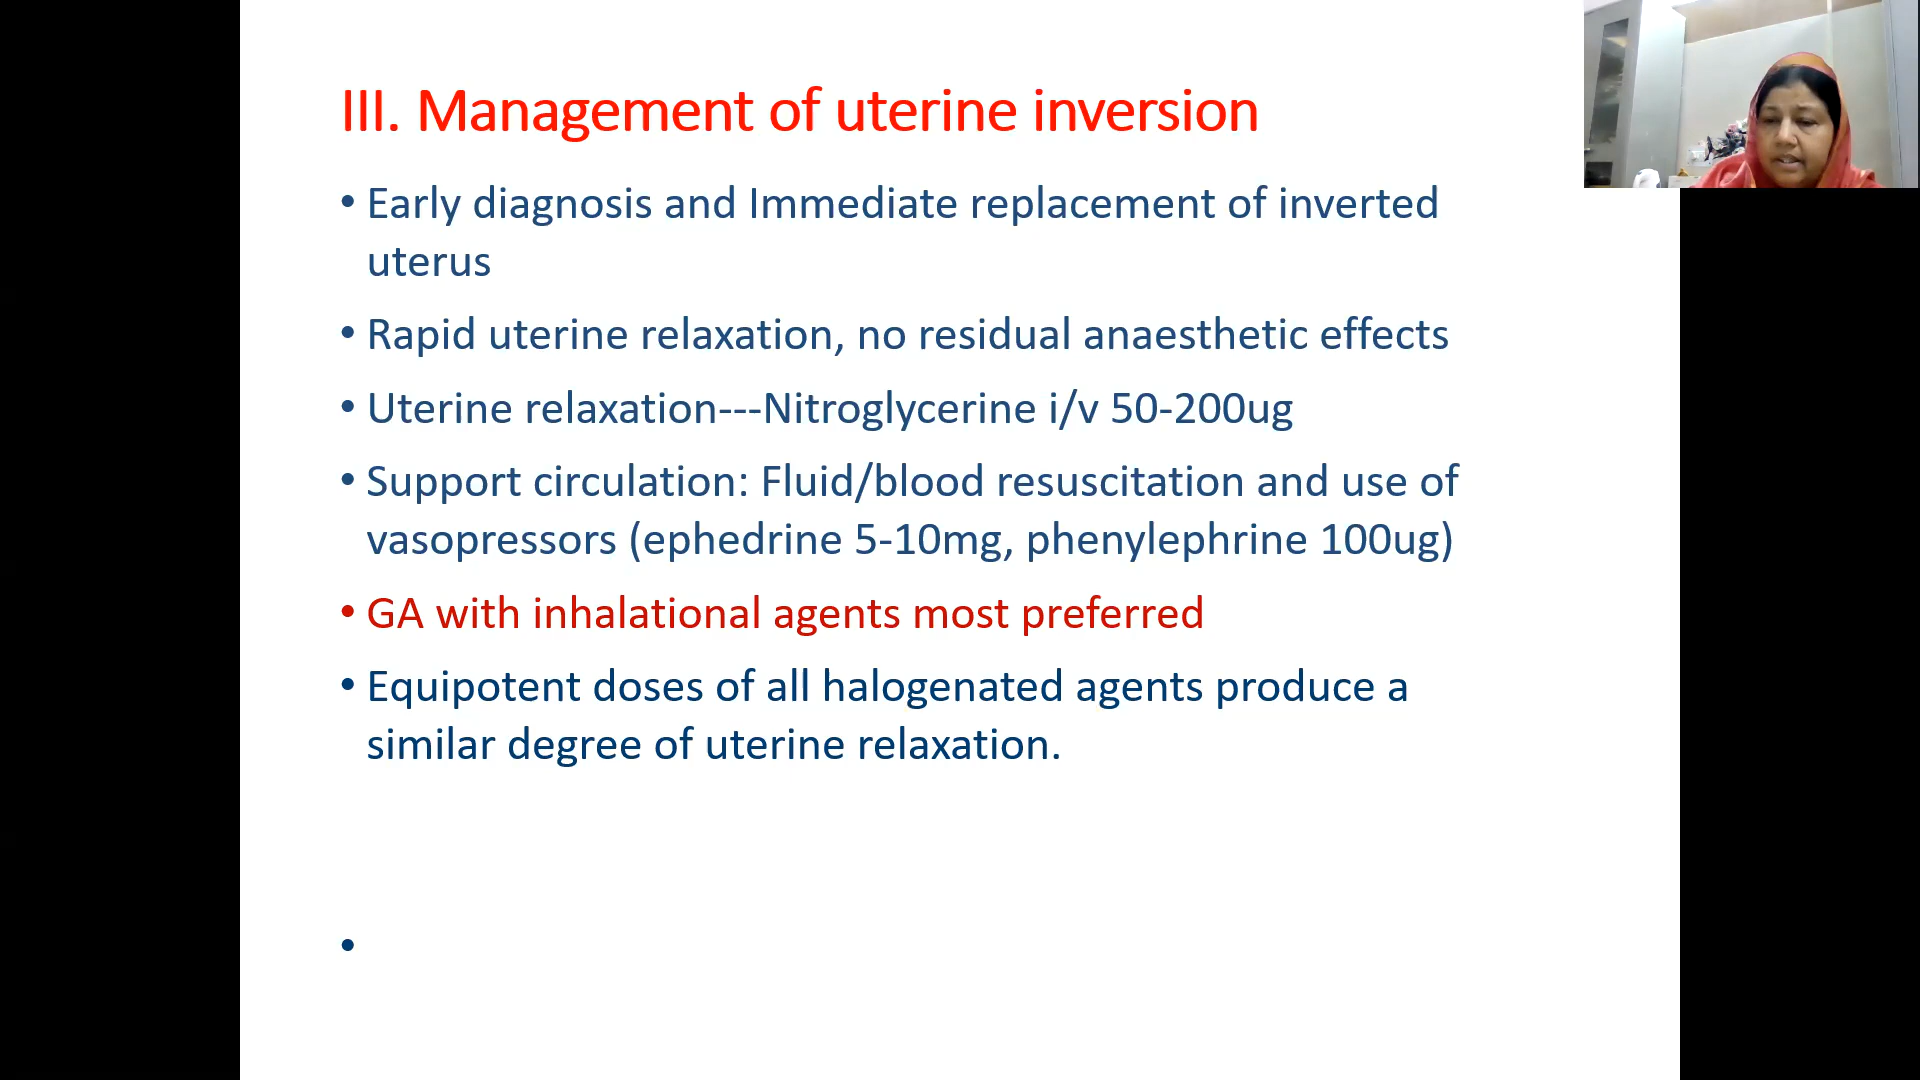 III. Management of uterine inversion
• Early diagnosis and Immediate replacement of inverted
uterus
• Rapid uterine relaxation, no residual anaesthetic effects
• Uterine relaxation---Nitroglycerine i/v 50-200ug
• Support circulation: Fluid/blood resuscitation and use of
vasopressors (ephedrine 5-10mg, phenylephrine 100ug)
• GA with inhalational agents most preferred
• Equipotent doses of all halogenated agents produce a
similar degree of uterine relaxation.
•